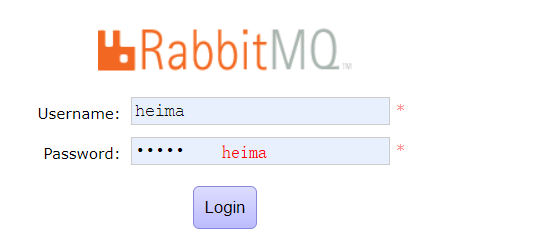 RabbitMQ™
Username: heima *
Password: ••••• heima *
Login